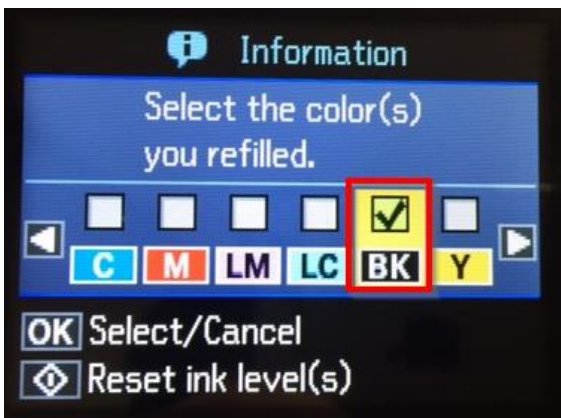 Information
Select the color(s)
you refilled.
C M LM LC BK Y
OK Select/Cancel
Reset ink level(s)